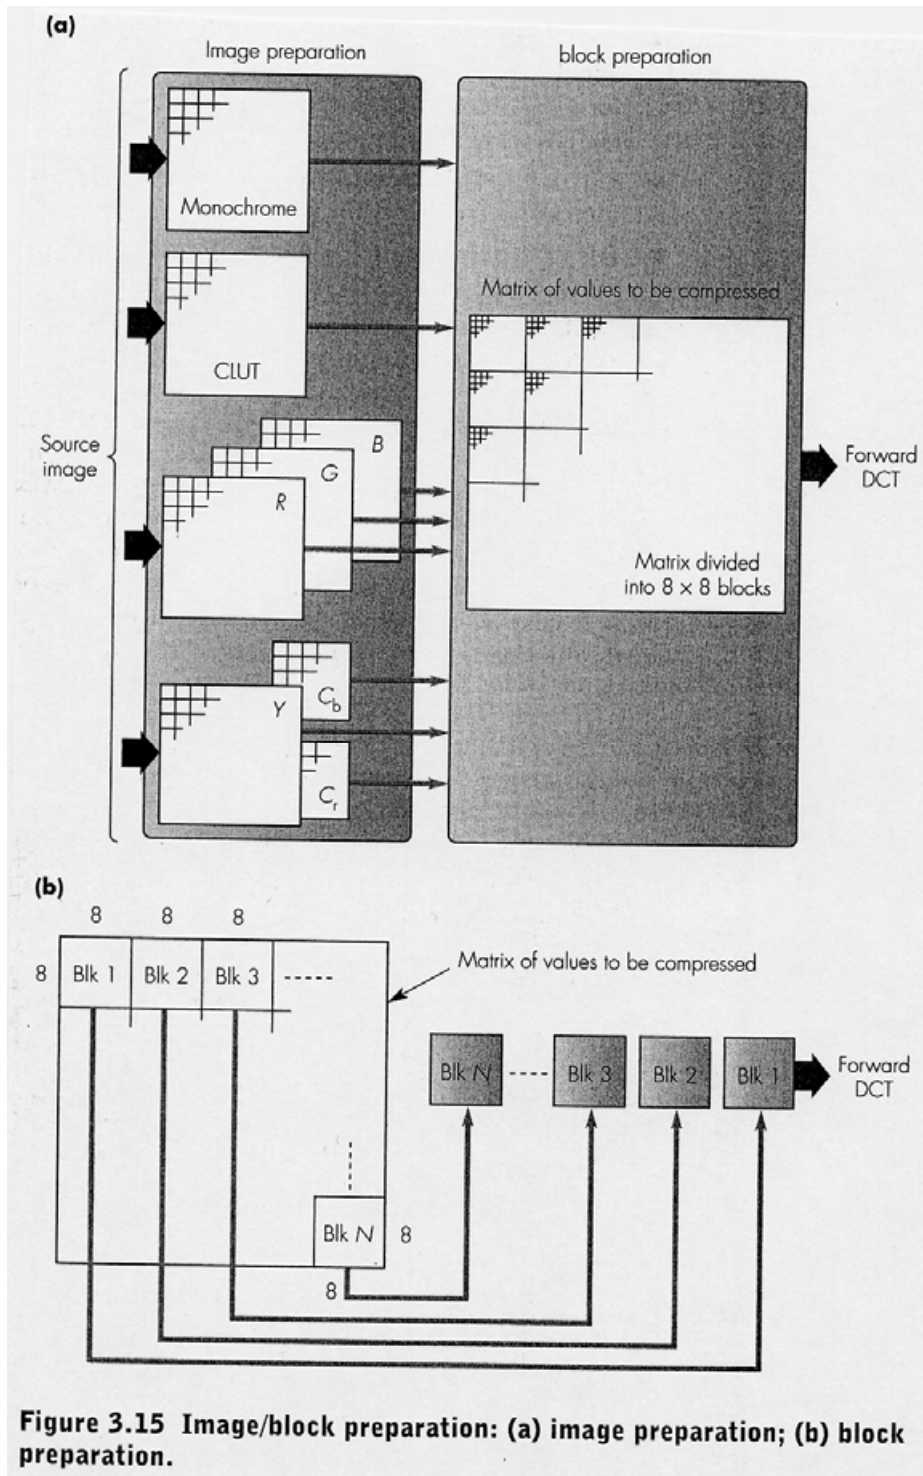 (a)
Image preparation
block preparation
Monochrome
CLUT
Source
image
B
G
R
Cb
Y
Cr
Matrix of values to be compressed
Matrix divided
into 8 × 8 blocks
Forward
DCT
(b)
8 8 8
8 Blk 1 Blk 2 Blk 3 -----
Matrix of values to be compressed
Blk N ---- Blk 3 Blk 2 Blk 1
Forward
DCT
Blk N 8
8
Figure 3.15 Image/block preparation: (a) image preparation; (b) block
preparation.